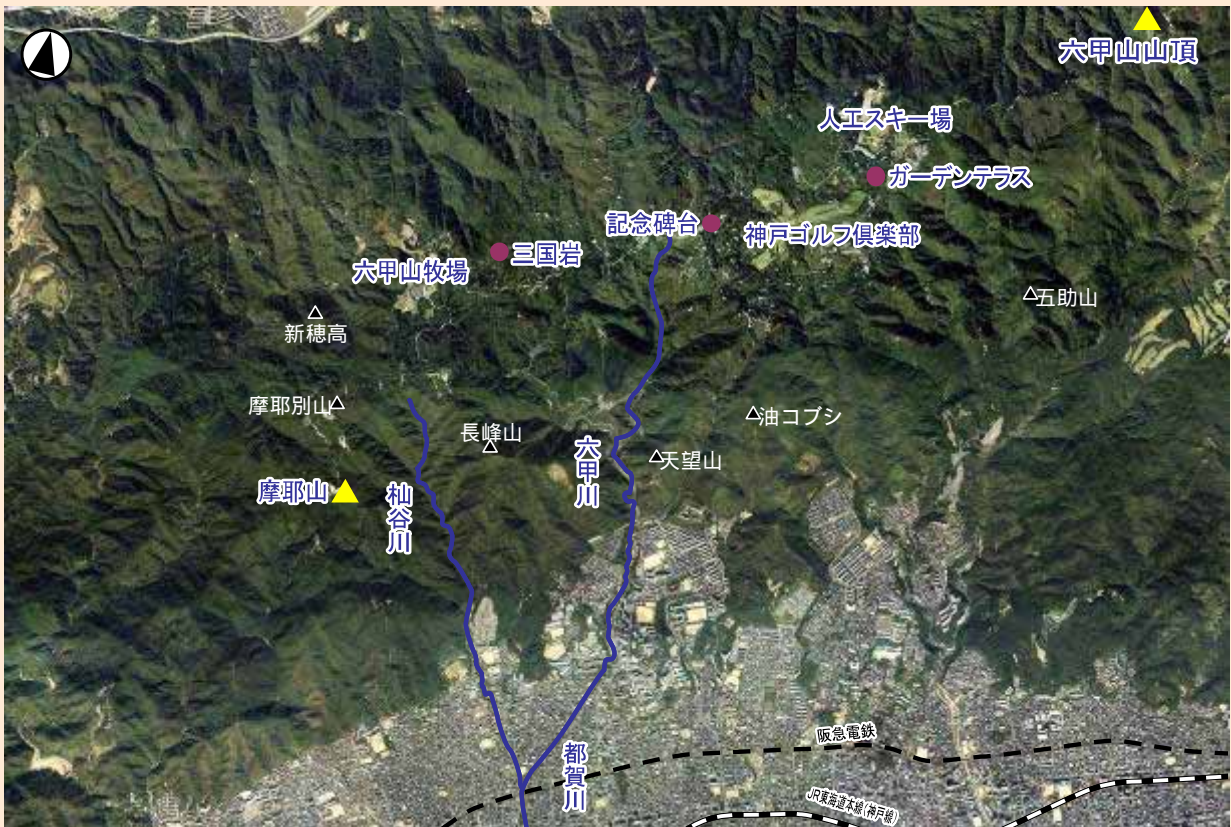 六甲山山頂
人工スキー場
ガーデンテラス
記念碑台
神戸ゴルフ倶楽部
三国岩
六甲山牧場
五助山
新穂高
摩耶別山
油コブシ
長峰山
六甲川
天望山
摩耶山
杣谷川
阪急電鉄
都賀川
JR東海道本線(神戸線)